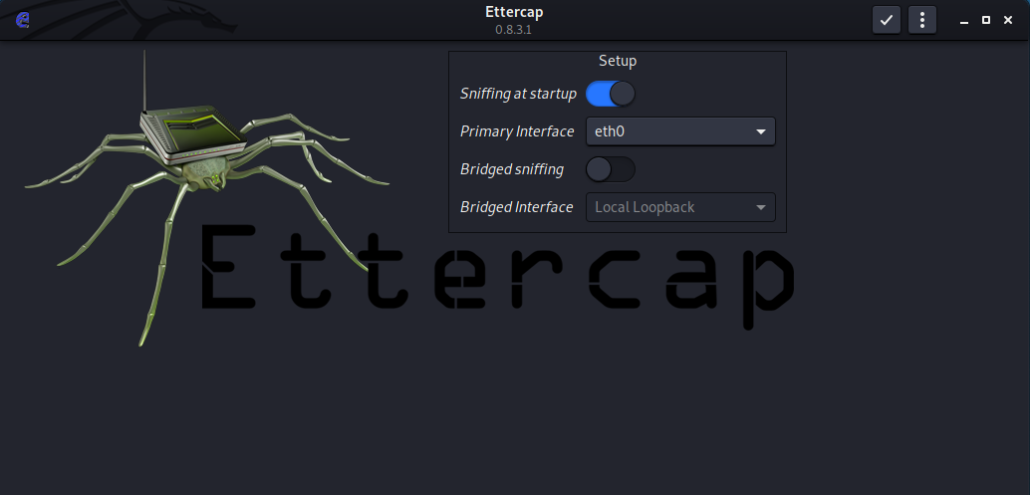 Ettercap
0.8.3.1
Setup
Sniffing at startup
Primary Interface eth0
Bridged sniffing
Bridged Interface Local Loopback
Ettercap